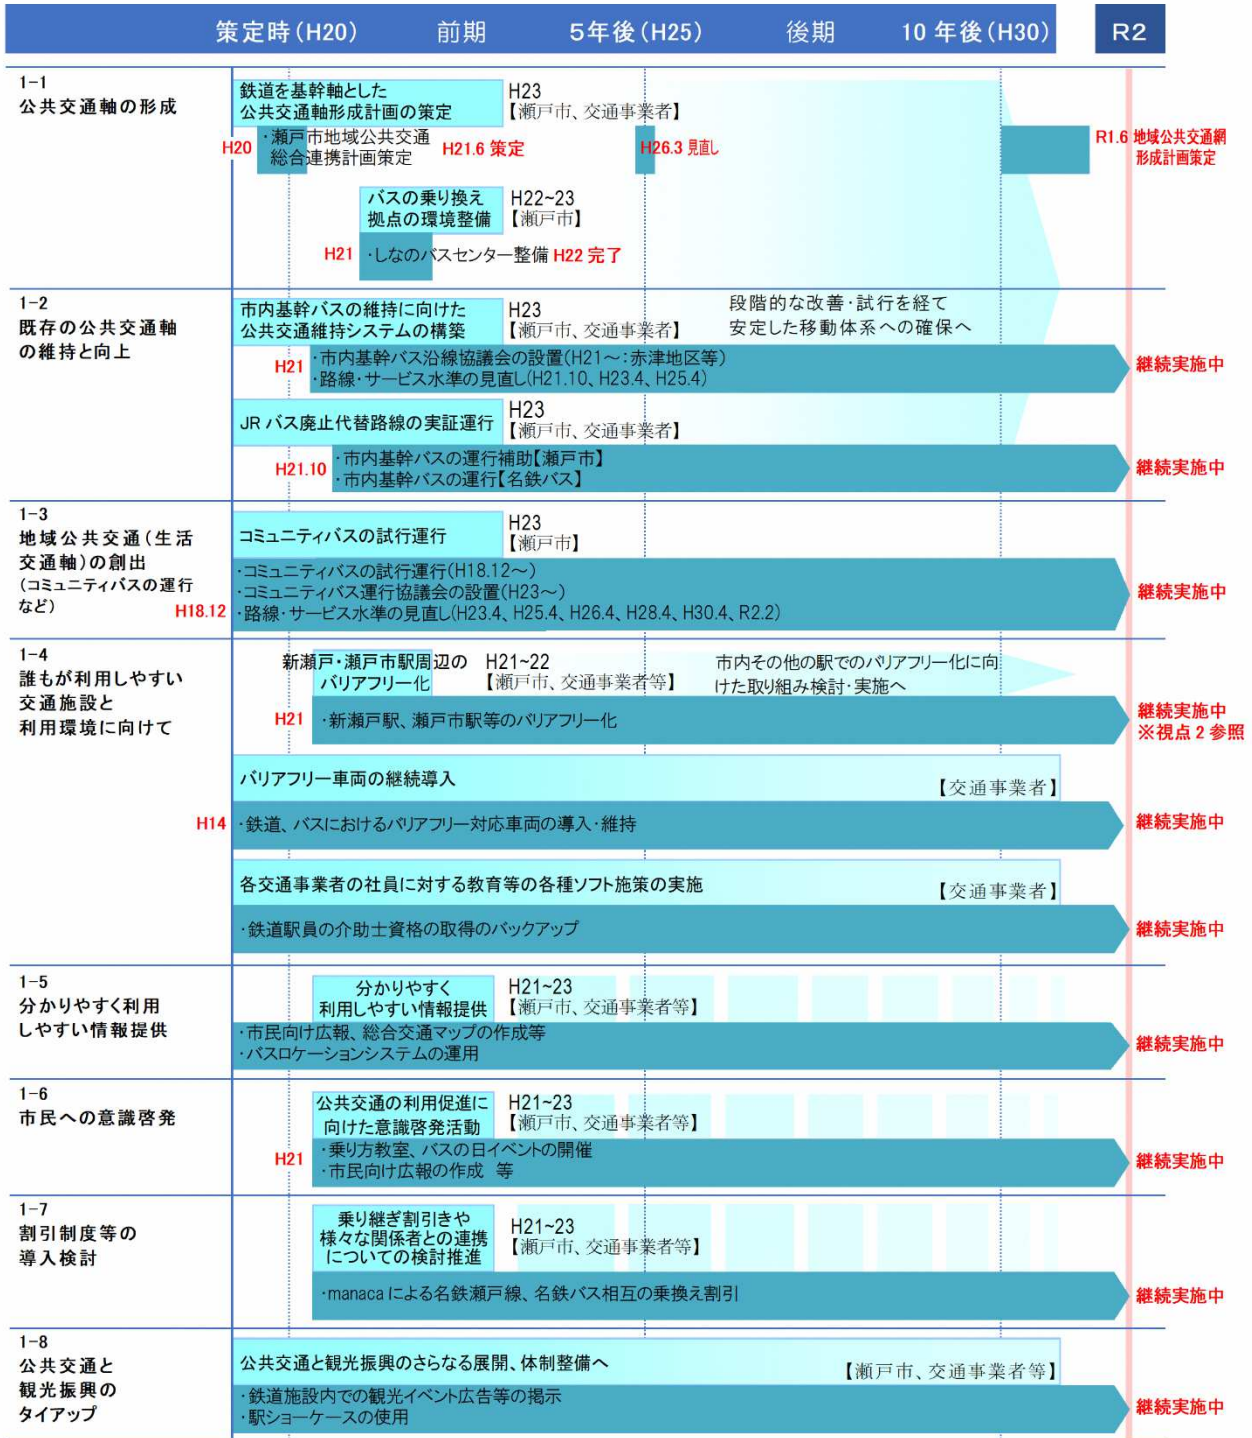 策定時(H20) 前期 5年後(H25) 後期 10年後(H30) R2
1-1
公共交通軸の形成
鉄道を基幹軸とした
公共交通軸形成計画の策定
H23
【瀬戸市、交通事業者】
H20
・瀬戸市地域公共交通
総合連携計画策定
H21.6 策定
H26.3 見直し
R1.6 地域公共交通網
形成計画策定
バスの乗り換え
拠点の環境整備
H22~23
【瀬戸市】
H21
・しなのバスセンター整備 H22 完了
1-2
既存の公共交通軸
の維持と向上
市内基幹バスの維持に向けた
公共交通維持システムの構築
H23
【瀬戸市、交通事業者】
段階的な改善・試行を経て
安定した移動体系への確保へ
H21
・市内基幹バス沿線協議会の設置(H21~:赤津地区等)
・路線・サービス水準の見直し(H21.10、H23.4、H25.4)
継続実施中
JRバス廃止代替路線の実証運行
H23
【瀬戸市、交通事業者】
H21.10
・市内基幹バスの運行補助【瀬戸市】
・市内基幹バスの運行【名鉄バス】
継続実施中
1-3
地域公共交通(生活
交通軸)の創出
(コミュニティバスの運行
など)
コミュニティバスの試行運行
H23
【瀬戸市】
H18.12
・コミュニティバスの試行運行(H18.12~)
・コミュニティバス運行協議会の設置(H23~)
・路線・サービス水準の見直し(H23.4、H25.4、H26.4、H28.4、H30.4、R2.2)
継続実施中
1-4
誰もが利用しやすい
交通施設と
利用環境に向けて
新瀬戸・瀬戸市駅周辺の
バリアフリー化
H21~22
【瀬戸市、交通事業者等】
市内その他の駅でのバリアフリー化に向
けた取り組み検討・実施へ
H21
・新瀬戸駅、瀬戸市駅等のバリアフリー化
継続実施中
※視点2参照
バリアフリー車両の継続導入
【交通事業者】
H14
・鉄道、バスにおけるバリアフリー対応車両の導入・維持
継続実施中
各交通事業者の社員に対する教育等の各種ソフト施策の実施
【交通事業者】
・鉄道駅員の介助士資格の取得のバックアップ
継続実施中
1-5
分かりやすく利用
しやすい情報提供
分かりやすく
利用しやすい情報提供
H21~23
【瀬戸市、交通事業者等】
・市民向け広報、総合交通マップの作成等
・バスロケーションシステムの運用
継続実施中
1-6
市民への意識啓発
公共交通の利用促進に
向けた意識啓発活動
H21~23
【瀬戸市、交通事業者等】
H21
・乗り方教室、バスの日イベントの開催
・市民向け広報の作成 等
継続実施中
1-7
割引制度等の
導入検討
乗り継ぎ割引きや
様々な関係者との連携
についての検討推進
H21~23
【瀬戸市、交通事業者等】
・manacaによる名鉄瀬戸線、名鉄バス相互の乗換え割引
継続実施中
1-8
公共交通と
観光振興の
タイアップ
公共交通と観光振興のさらなる展開、体制整備へ
【瀬戸市、交通事業者等】
・鉄道施設内での観光イベント広告等の掲示
・駅ショーケースの使用
継続実施中